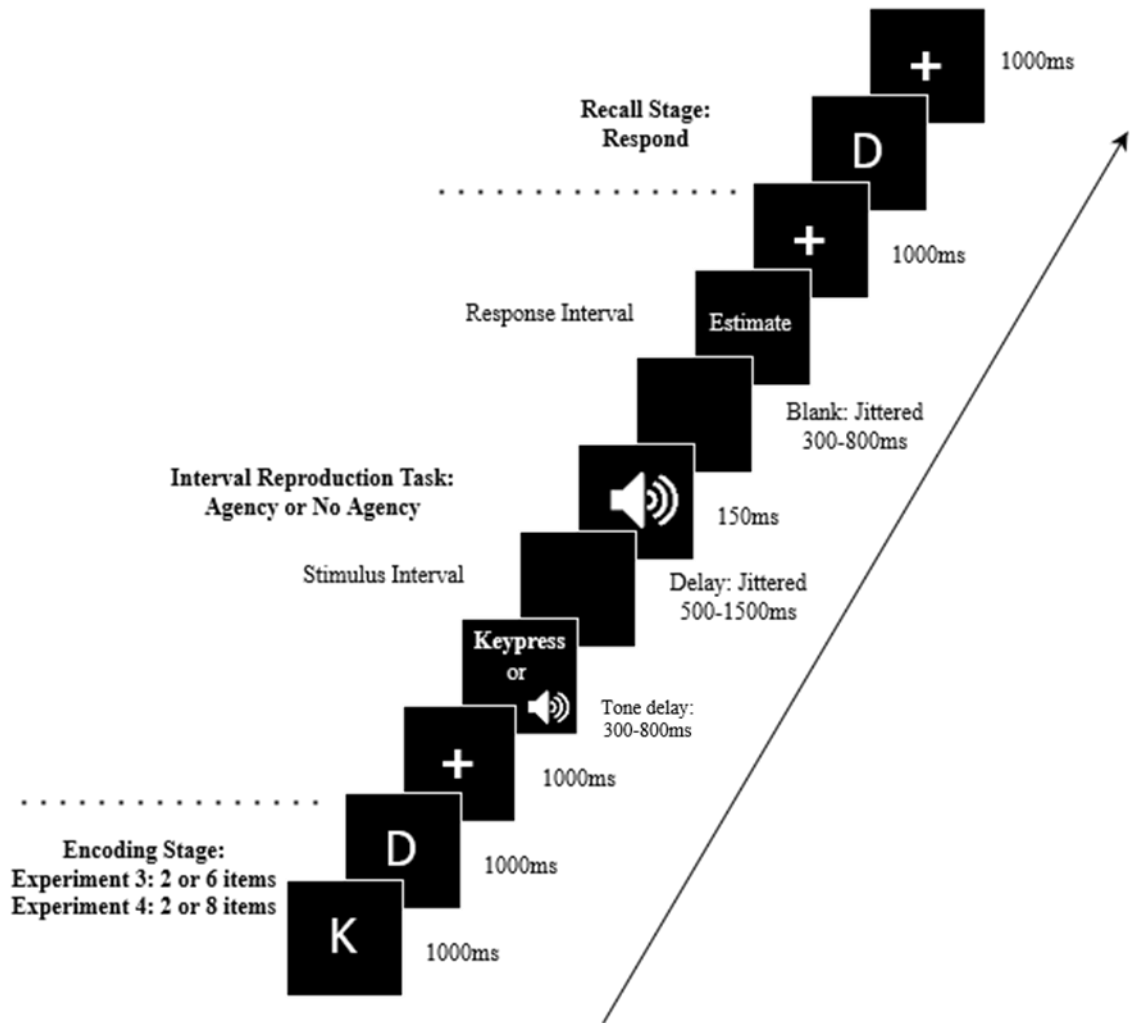 +
1000ms
Recall Stage:
Respond
D
+
1000ms
Response Interval
Estimate
Blank: Jittered
300-800ms
Interval Reproduction Task:
Agency or No Agency
150ms
Stimulus Interval
Delay: Jittered
500-1500ms
Keypress
or
Tone delay:
300-800ms
+
1000ms
Encoding Stage:
Experiment 3: 2 or 6 items
Experiment 4: 2 or 8 items
D
1000ms
K
1000ms